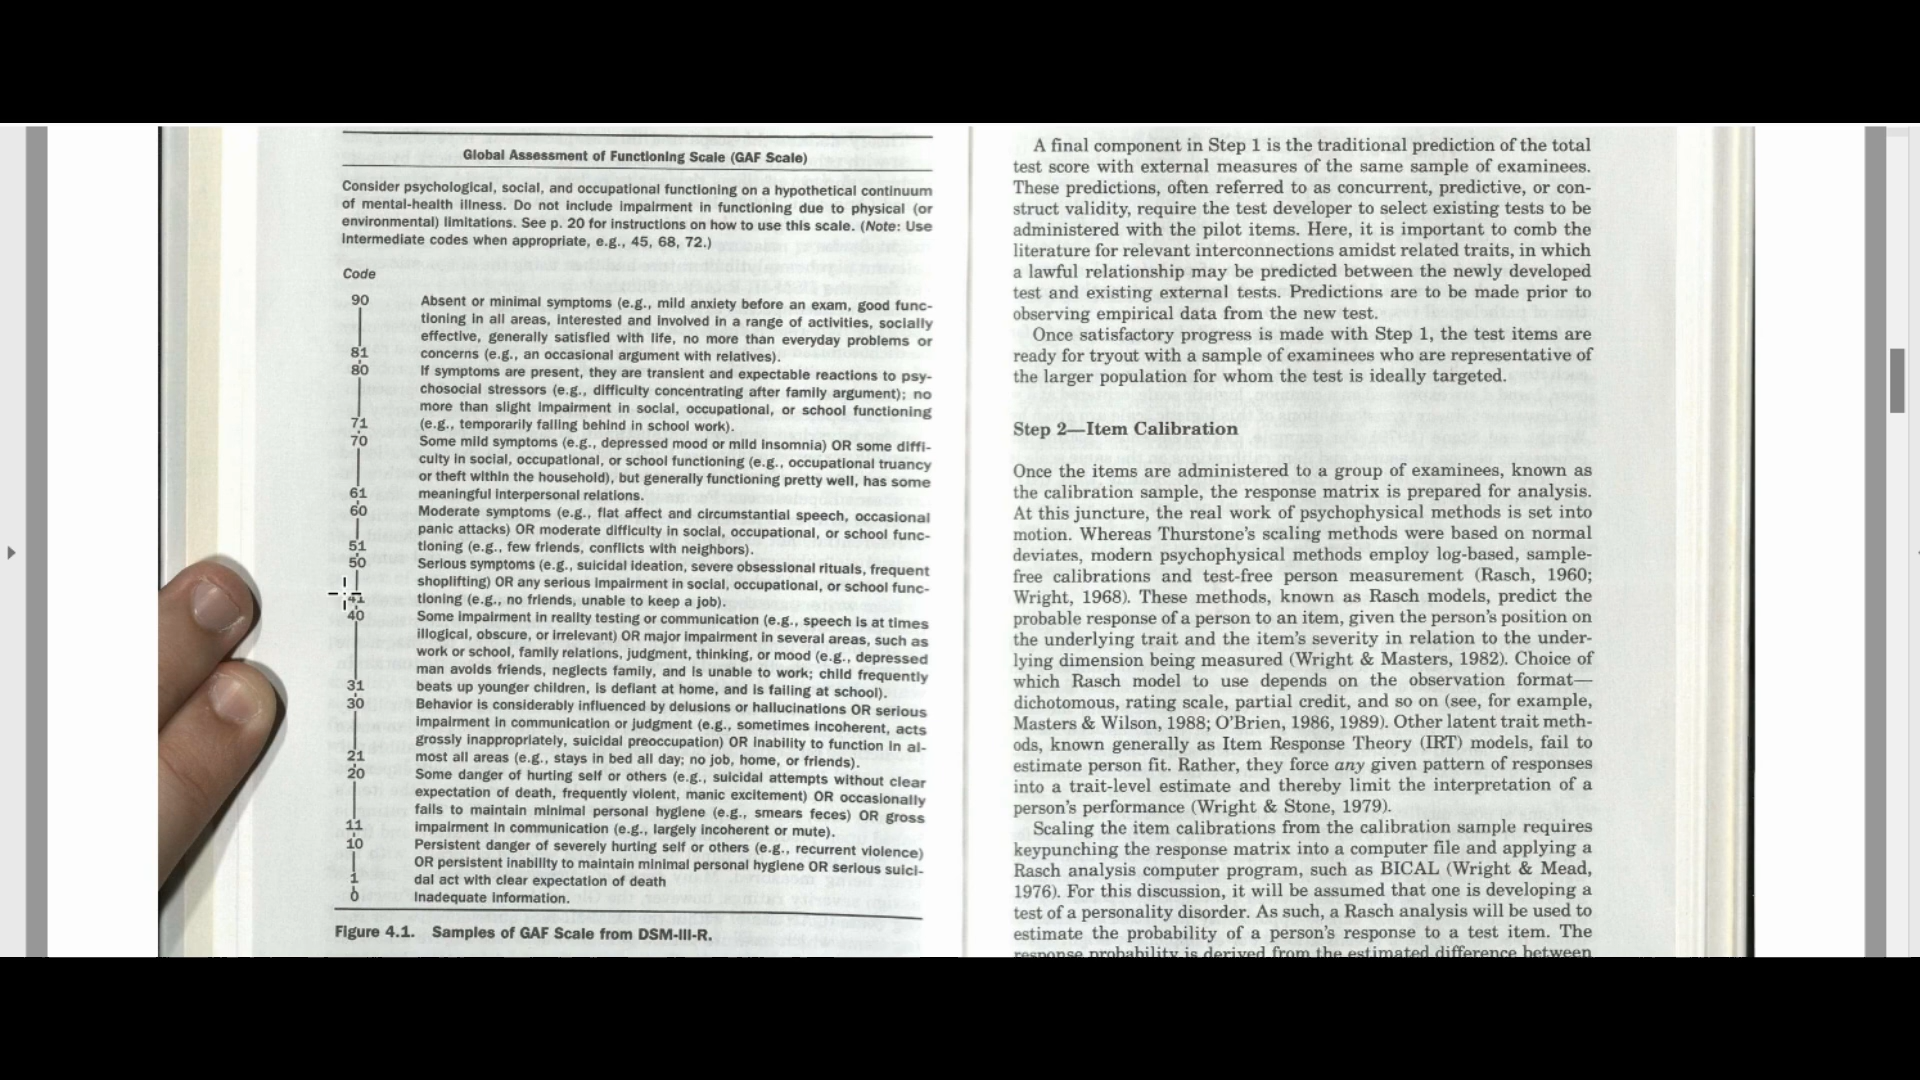 Global Assessment of Functioning Scale (GAF Scale)
Consider psychological, social, and occupational functioning on a hypothetical continuum
of mental-health illness. Do not include impairment in functioning due to physical (or
environmental) limitations. See p. 20 for instructions on how to use this scale. (Note: Use
intermediate codes when appropriate, e.g., 45, 68, 72.)
Code
90 Absent or minimal symptoms (e.g., mild anxiety before an exam, good func-
tioning in all areas, interested and involved in a range of activities, socially
effective, generally satisfied with life, no more than everyday problems or
81 concerns (e.g., an occasional argument with relatives).
80 If symptoms are present, they are transient and expectable reactions to psy-
chosocial stressors (e.g., difficulty concentrating after family argument); no
more than slight impairment in social, occupational, or school functioning
71 (e.g., temporarily falling behind in school work).
70 Some mild symptoms (e.g., depressed mood or mild insomnia) OR some diffi-
culty in social, occupational, or school functioning (e.g., occupational truancy
or theft within the household), but generally functioning pretty well, has some
61 meaningful interpersonal relations.
60 Moderate symptoms (e.g., flat affect and circumstantial speech, occasional
panic attacks) OR moderate difficulty in social, occupational, or school func-
51 tioning (e.g., few friends, conflicts with neighbors).
50 Serious symptoms (e.g., suicidal ideation, severe obsessional rituals, frequent
shoplifting) OR any serious impairment in social, occupational, or school func-
41 tioning (e.g., no friends, unable to keep a job).
40 Some impairment in reality testing or communication (e.g., speech is at times
illogical, obscure, or irrelevant) OR major impairment in several areas, such as
work or school, family relations, judgment, thinking, or mood (e.g., depressed
man avoids friends, neglects family, and is unable to work; child frequently
31 beats up younger children, is defiant at home, and is failing at school).
30 Behavior is considerably influenced by delusions or hallucinations OR serious
impairment in communication or judgment (e.g., sometimes incoherent, acts
grossly inappropriately, suicidal preoccupation) OR inability to function in al-
21 most all areas (e.g., stays in bed all day; no job, home, or friends).
20 Some danger of hurting self or others (e.g., suicidal attempts without clear
expectation of death, frequently violent, manic excitement) OR occasionally
fails to maintain minimal personal hygiene (e.g., smears feces) OR gross
11 impairment in communication (e.g., largely incoherent or mute).
10 Persistent danger of severely hurting self or others (e.g., recurrent violence)
OR persistent inability to maintain minimal personal hygiene OR serious suici-
1 dal act with clear expectation of death
0 Inadequate information.
Figure 4.1. Samples of GAF Scale from DSM-III-R.
A final component in Step 1 is the traditional prediction of the total
test score with external measures of the same sample of examinees.
These predictions, often referred to as concurrent, predictive, or con-
struct validity, require the test developer to select existing tests to be
administered with the pilot items. Here, it is important to comb the
literature for relevant interconnections amidst related traits, in which
a lawful relationship may be predicted between the newly developed
test and existing external tests. Predictions are to be made prior to
observing empirical data from the new test.
Once satisfactory progress is made with Step 1, the test items are
ready for tryout with a sample of examinees who are representative of
the larger population for whom the test is ideally targeted.
Step 2—Item Calibration
Once the items are administered to a group of examinees, known as
the calibration sample, the response matrix is prepared for analysis.
At this juncture, the real work of psychophysical methods is set into
motion. Whereas Thurstone's scaling methods were based on normal
deviates, modern psychophysical methods employ log-based, sample-
free calibrations and test-free person measurement (Rasch, 1960;
Wright, 1968). These methods, known as Rasch models, predict the
probable response of a person to an item, given the person's position on
the underlying trait and the item's severity in relation to the under-
lying dimension being measured (Wright & Masters, 1982). Choice of
which Rasch model to use depends on the observation format—
dichotomous, rating scale, partial credit, and so on (see, for example,
Masters & Wilson, 1988; O'Brien, 1986, 1989). Other latent trait meth-
ods, known generally as Item Response Theory (IRT) models, fail to
estimate person fit. Rather, they force any given pattern of responses
into a trait-level estimate and thereby limit the interpretation of a
person's performance (Wright & Stone, 1979).
Scaling the item calibrations from the calibration sample requires
keypunching the response matrix into a computer file and applying a
Rasch analysis computer program, such as BICAL (Wright & Mead,
1976). For this discussion, it will be assumed that one is developing a
test of a personality disorder. As such, a Rasch analysis will be used to
estimate the probability of a person's response to a test item. The
response probability is derived from the estimated difference between